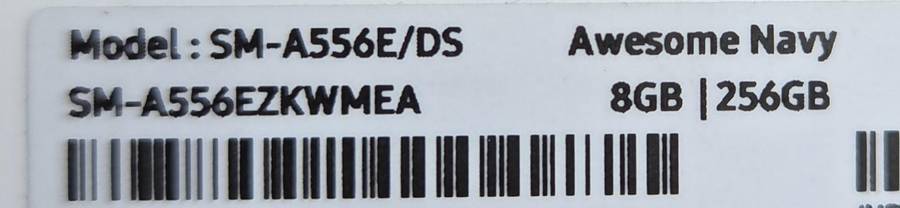 Model : SM-A556E/DS Awesome Navy
SM-A556EZKWMEA 8GB | 256GB